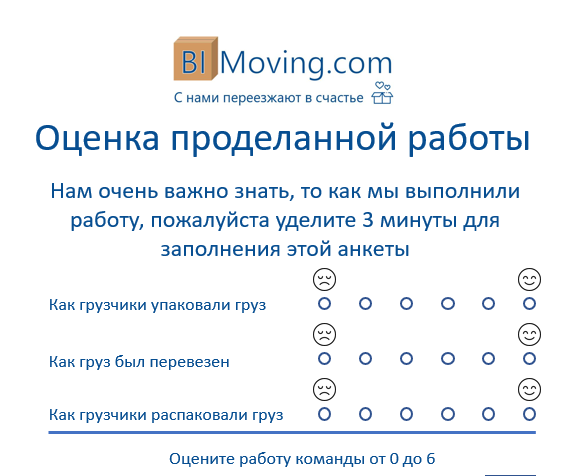 BI Moving.com
С нами переезжают в счастье
Оценка проделанной работы
Нам очень важно знать, то как мы выполнили
работу, пожалуйста уделите 3 минуты для
заполнения этой анкеты
Как грузчики упаковали груз
Как груз был перевезен
Как грузчики распаковали груз
Оцените работу команды от 0 до 6